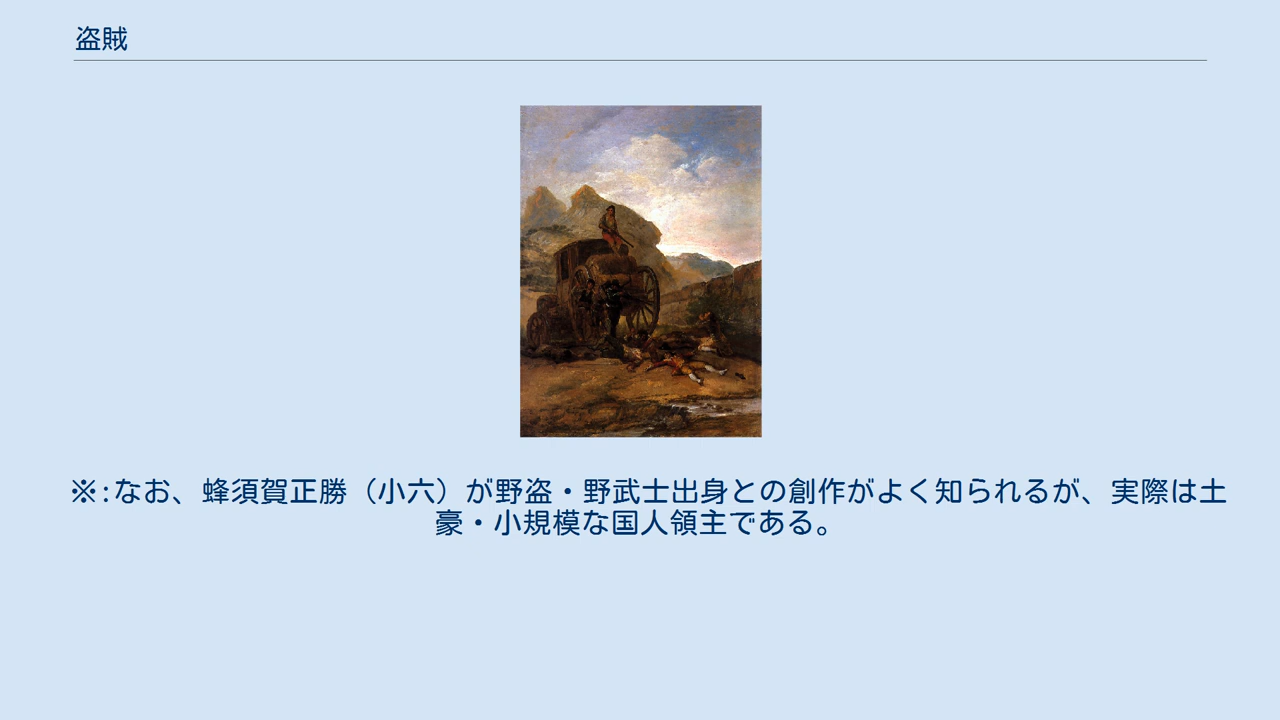 盗賊
※:なお、蜂須賀正勝（小六）が野盗・野武士出身との創作がよく知られるが、実際は土
豪・小規模な国人領主である。